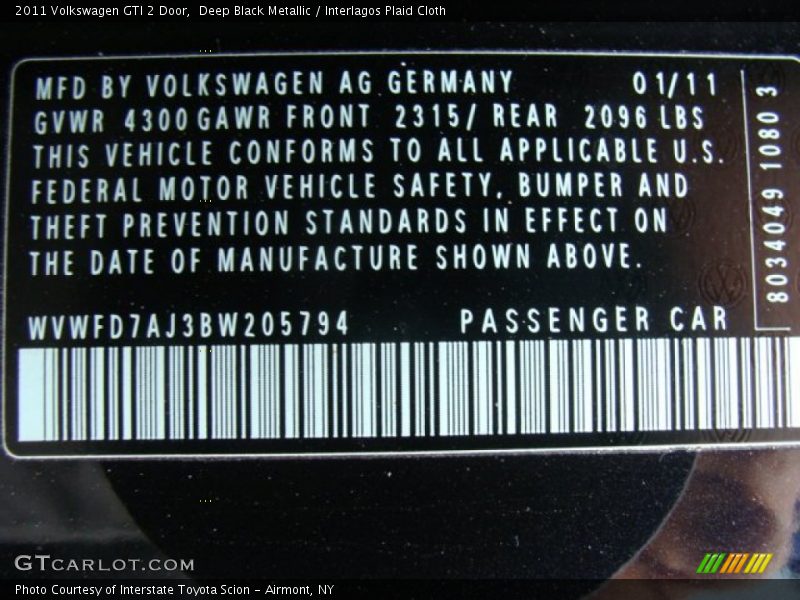 2011 Volkswagen GTI 2 Door,  Deep Black Metallic / Interlagos Plaid Cloth
MFD BY VOLKSWAGEN AG GERMANY 01/11
GVWR 4300 GAWR FRONT 2315/ REAR 2096 LBS
THIS VEHICLE CONFORMS TO ALL APPLICABLE U.S.
FEDERAL MOTOR VEHICLE SAFETY, BUMPER AND
THEFT PREVENTION STANDARDS IN EFFECT ON
THE DATE OF MANUFACTURE SHOWN ABOVE.
8034049 1080 3
WVWFD7AJ3BW205794 PASSENGER CAR
GTCARLOT.COM
Photo Courtesy of Interstate Toyota Scion – Airmont, NY